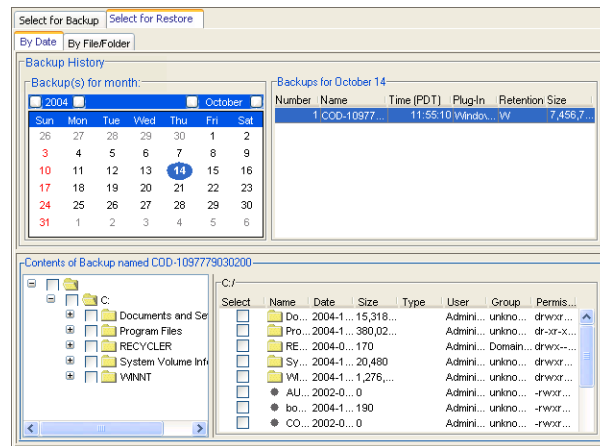 Select for Backup Select for Restore
By Date By File/Folder
Backup History
Backup(s) for month:
2004 October
Sun Mon Tue Wed Thu Fri Sat
26 27 28 29 30 1 2
3 4 5 6 7 8 9
10 11 12 13 14 15 16
17 18 19 20 21 22 23
24 25 26 27 28 29 30
31 1 2 3 4 5 6
Backups for October 14
Number Name Time (PDT) Plug-In Retention Size
1 COD-10977... 11:55:10 Window... W 7,456,7...
Contents of Backup named COD-1097779030200
C:
Documents and Se
Program Files
RECYCLER
System Volume Info
WINNT
C:/
Select Name Date Size Type User Group Permis...
Do... 2004-1... 15,318... Admini... unkno... drwxr...
Pro... 2004-1... 380,02... Admini... unkno... dr-xr-x...
RE... 2004-0... 170 Admini... Domain... drwx--...
Sy... 2004-1... 20,480 Admini... unkno... drwxr...
WI... 2004-1... 1,276,... Admini... unkno... drwxr...
AU... 2002-0... 0 Admini... unkno... -rwxr...
bo... 2004-1... 190 Admini... unkno... -rwxr...
CO... 2002-0... 0 Admini... unkno... -rwxr...